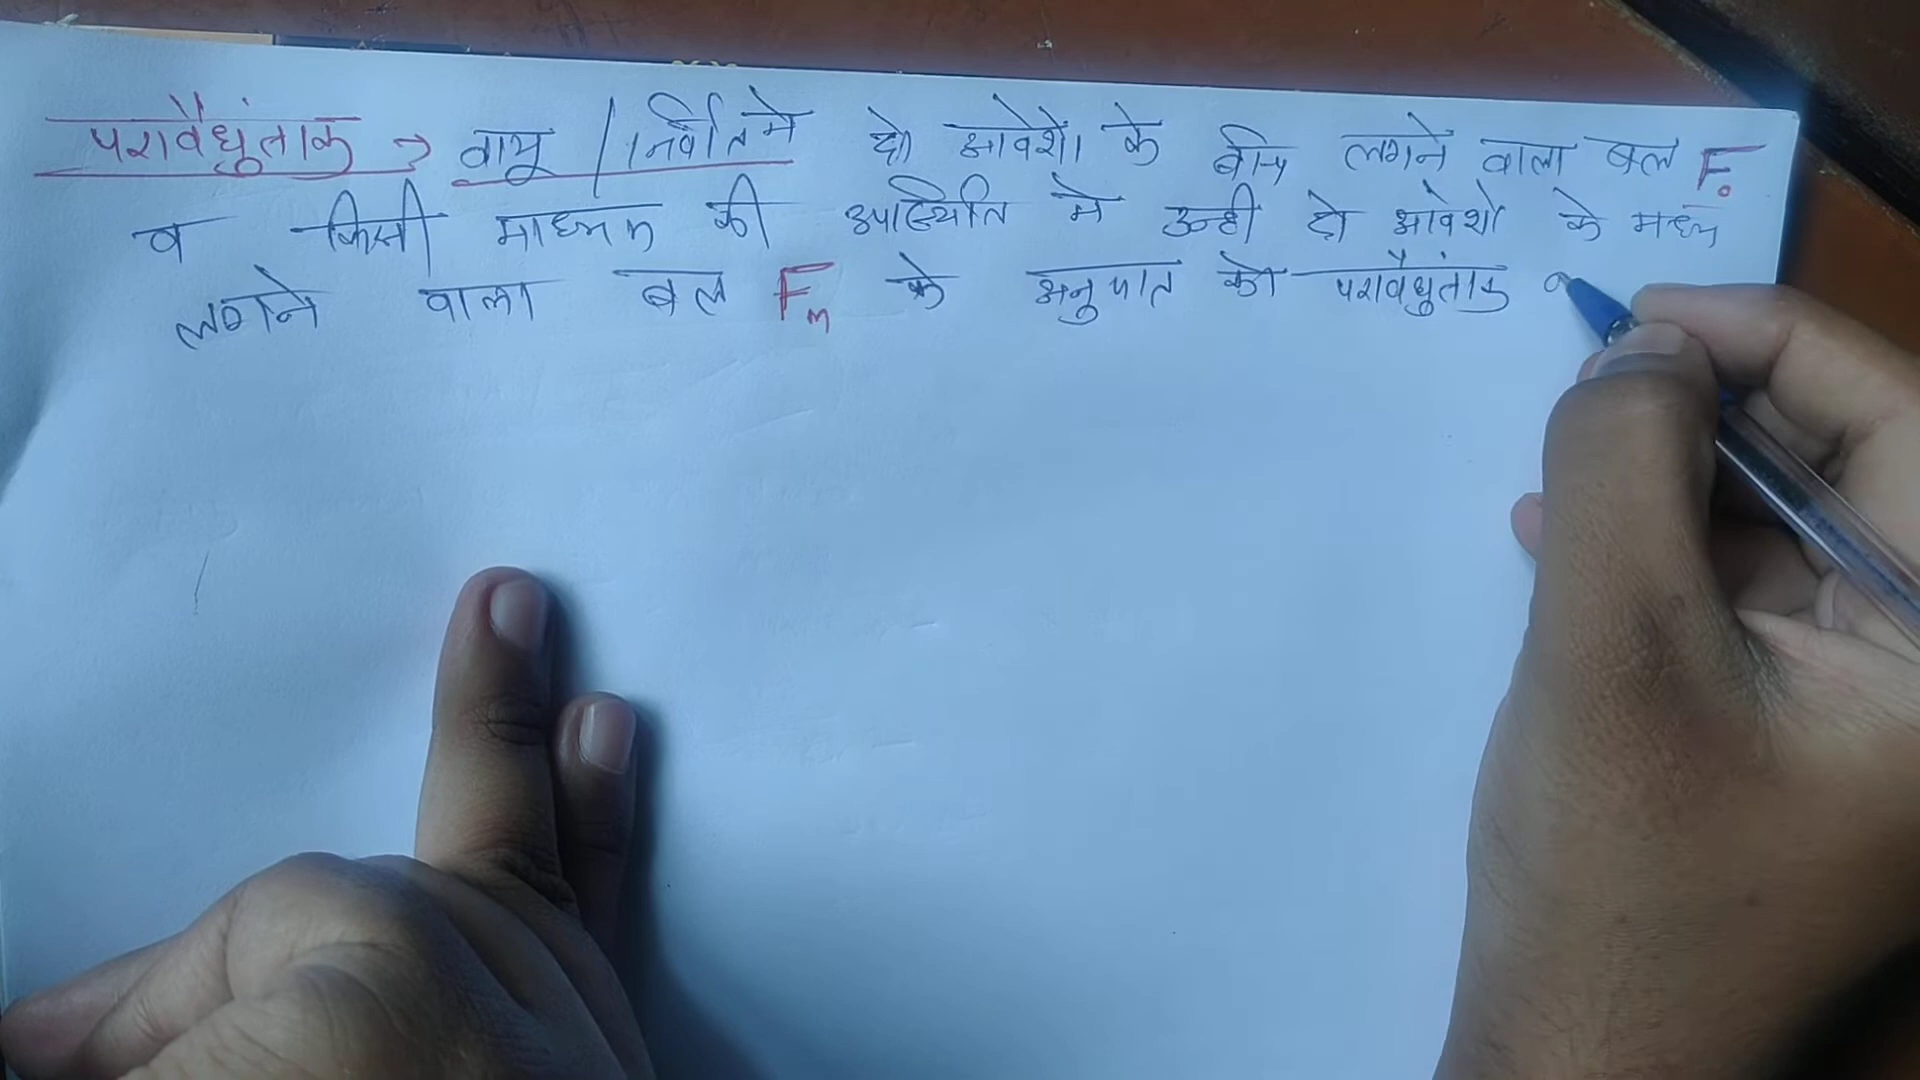 परावैधुतांक → वायु / निर्वात मे दो आवेशो के बीच लगने वाला बल F₀
व किसी माध्यम की उपस्थिति मे उन्ही दो आवेशो के मध्य
लगने वाला बल Fm के अनुपात को परावैधुतांक